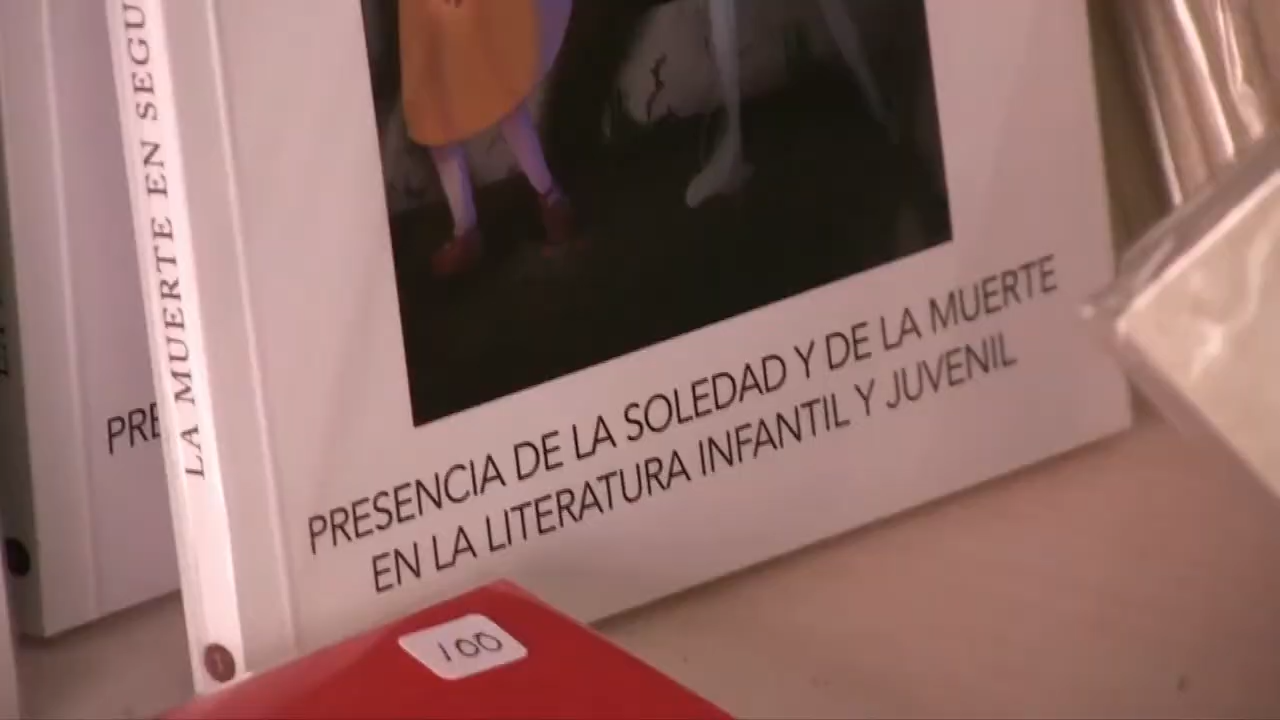 LA MUERTE EN SEGU
PRE
PRESENCIA DE LA SOLEDAD Y DE LA MUERTE
EN LA LITERATURA INFANTIL Y JUVENIL
100